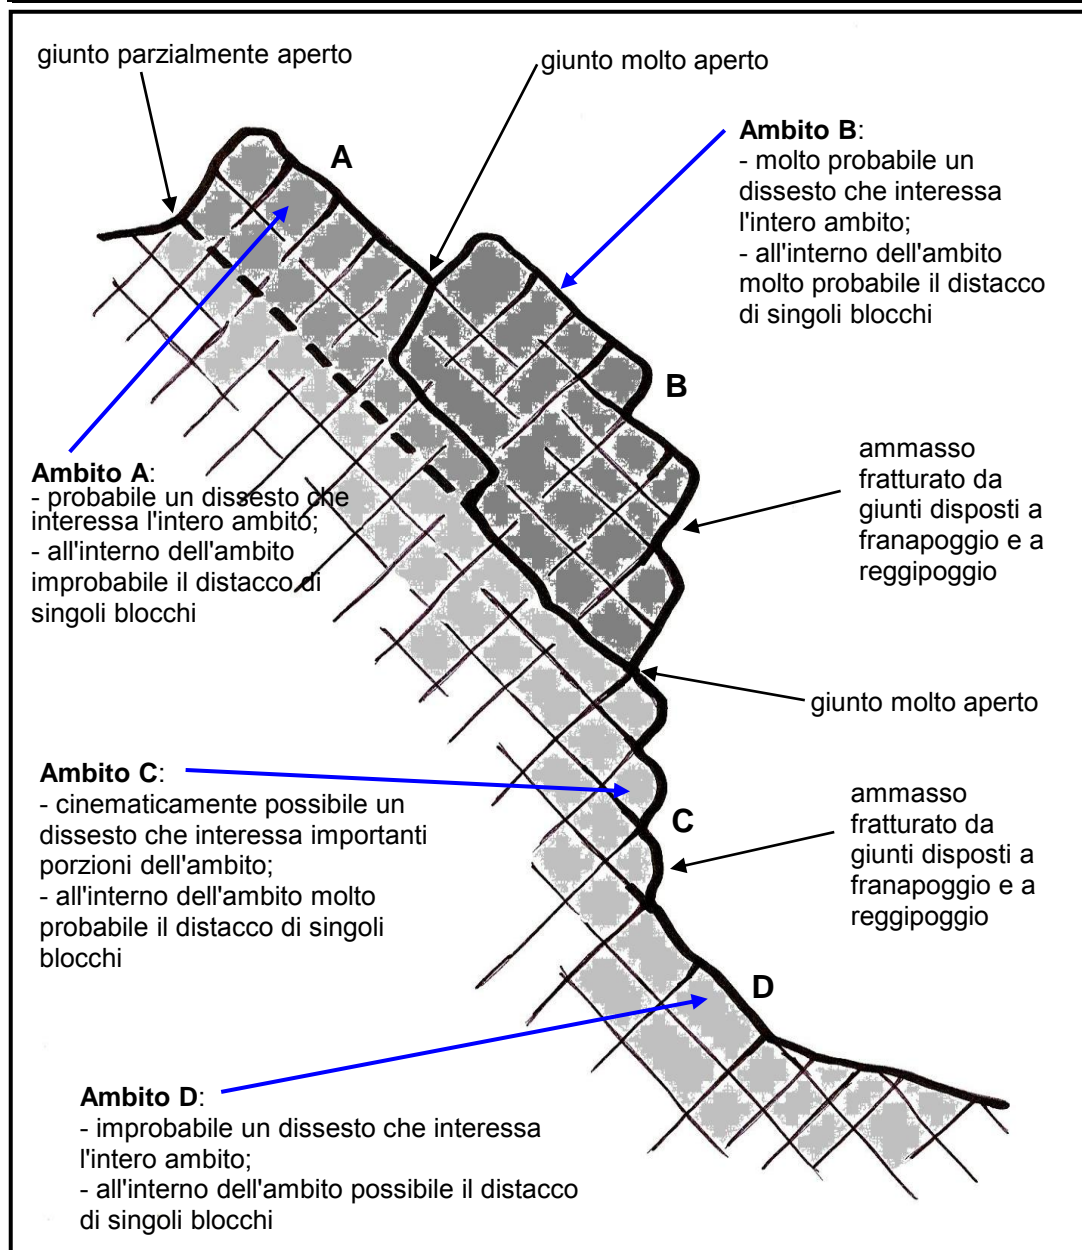 giunto parzialmente aperto
giunto molto aperto
A
Ambito B:
- molto probabile un
dissesto che interessa
l'intero ambito;
- all'interno dell'ambito
molto probabile il distacco
di singoli blocchi
B
ammasso
fratturato da
giunti disposti a
franapoggio e a
reggipoggio
Ambito A:
- probabile un dissesto che
interessa l'intero ambito;
- all'interno dell'ambito
improbabile il distacco di
singoli blocchi
giunto molto aperto
Ambito C:
- cinematicamente possibile un
dissesto che interessa importanti
porzioni dell'ambito;
- all'interno dell'ambito molto
probabile il distacco di singoli
blocchi
C
ammasso
fratturato da
giunti disposti a
franapoggio e a
reggipoggio
D
Ambito D:
- improbabile un dissesto che interessa
l'intero ambito;
- all'interno dell'ambito possibile il distacco
di singoli blocchi